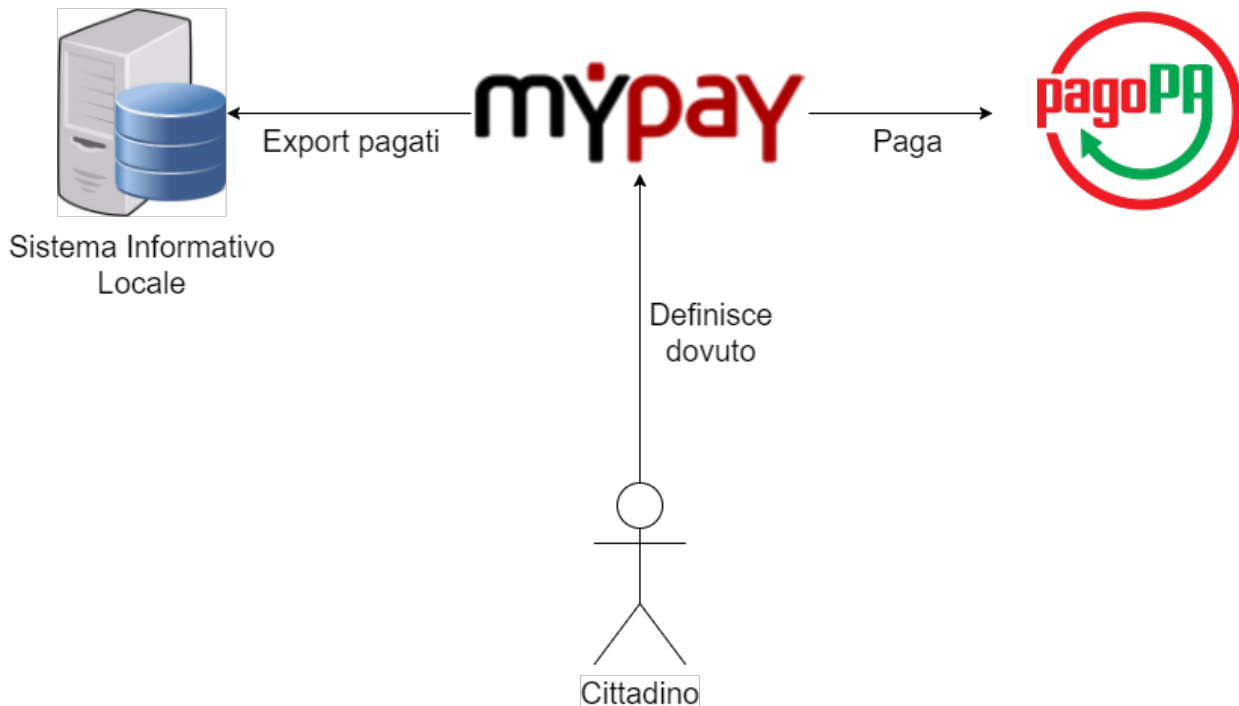 mypay
pagoPA
Export pagati
Paga
Sistema Informativo
Locale
Definisce
dovuto
Cittadino